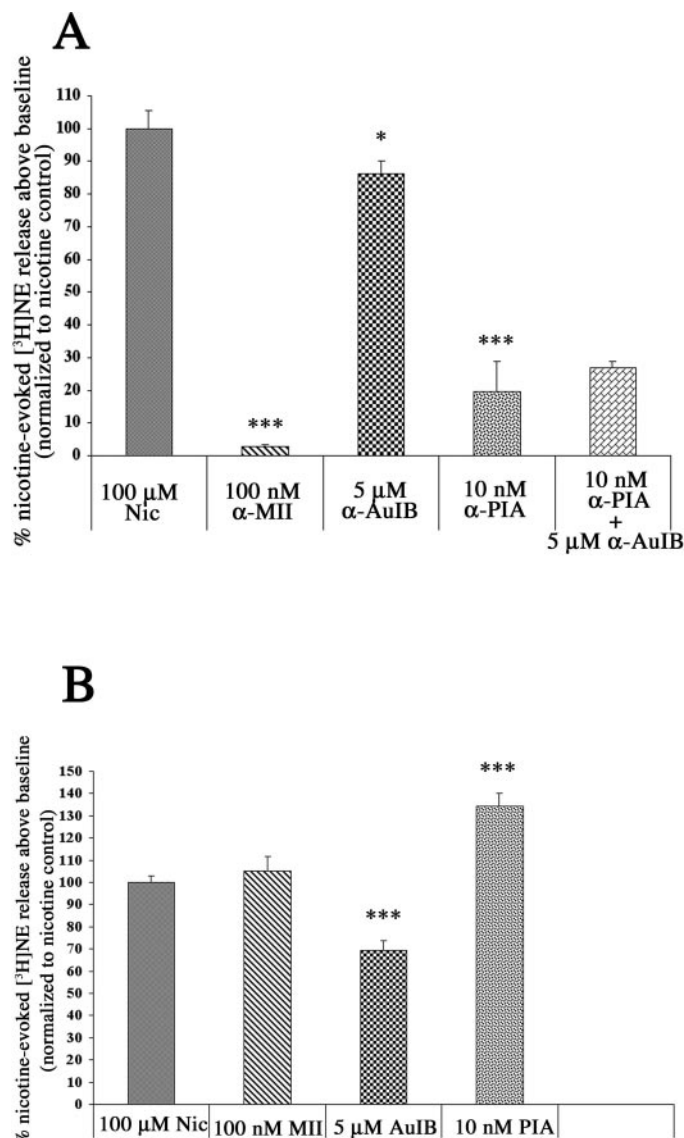 A
% nicotine-evoked [³H]NE release above baseline
(normalized to nicotine control)
110
100
90
80
70
60
50
40
30
20
10
0
*
***
***
100 μM
Nic
100 nM
α-MII
5 μM
α-AuIB
10 nM
α-PIA
10 nM
α-PIA
+
5 μM α-AuIB
B
% nicotine-evoked [³H]NE release above baseline
(normalized to nicotine control)
150
140
130
120
110
100
90
80
70
60
50
40
30
20
10
0
***
***
100 μM Nic
100 nM MII
5 μM AuIB
10 nM PIA